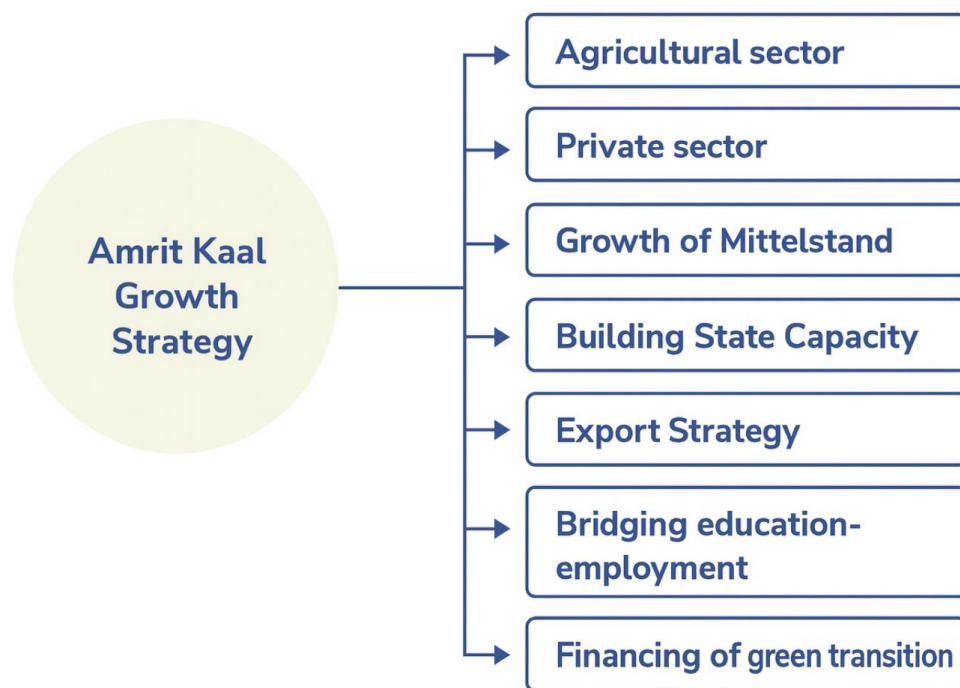 Amrit Kaal
Growth
Strategy
Agricultural sector
Private sector
Growth of Mittelstand
Building State Capacity
Export Strategy
Bridging education-
employment
Financing of green transition